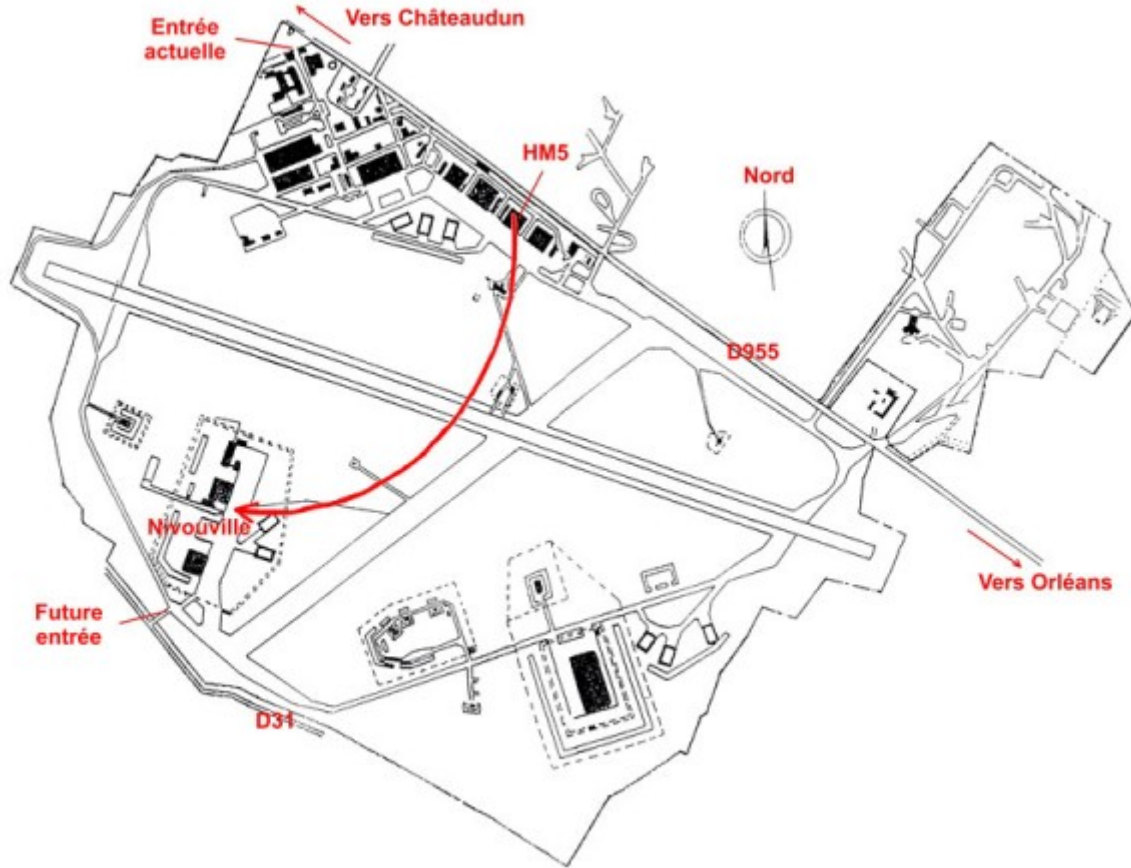 Vers Châteaudun
Entrée
actuelle
HM5
Nord
D955
Nivouville
Vers Orléans
Future
entrée
D31